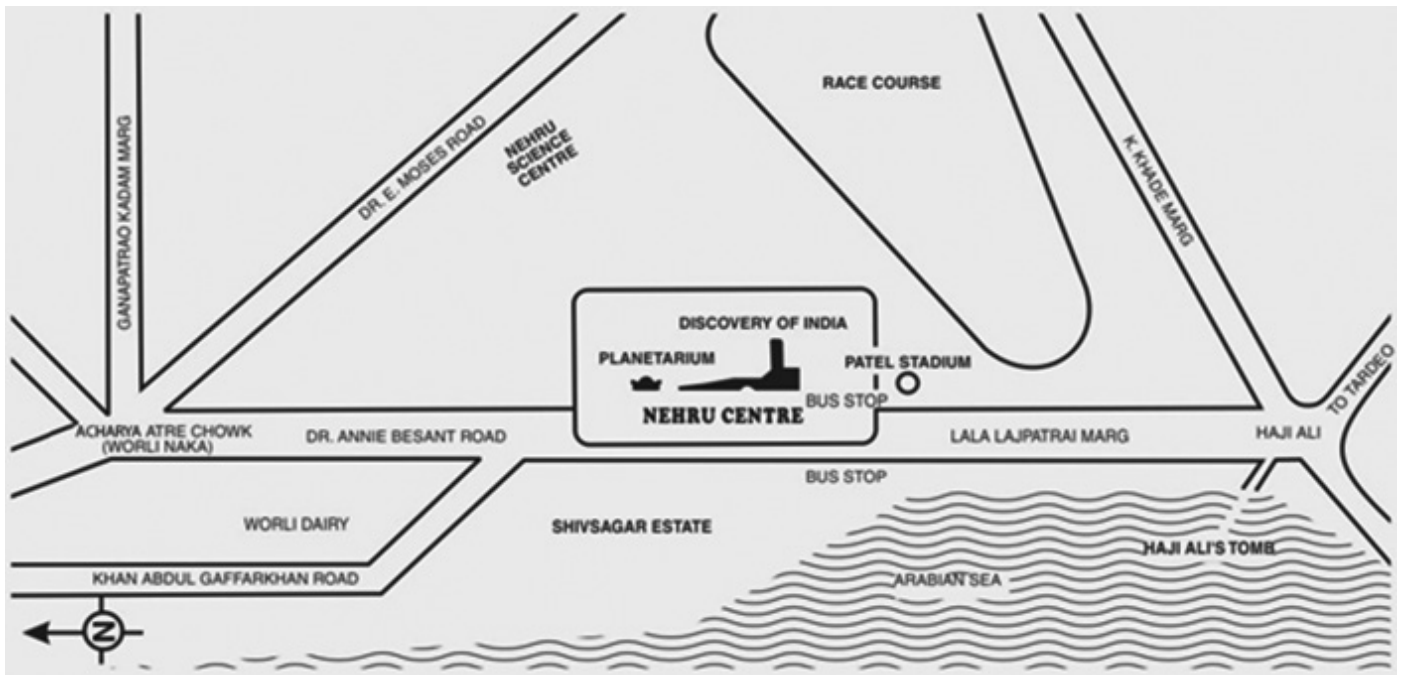 RACE COURSE
GANAPATRAO KADAM MARG
DR. E. MOSES ROAD
NEHRU
SCIENCE
CENTRE
K. KHADE MARG
DISCOVERY OF INDIA
PLANETARIUM
PATEL STADIUM
TO TARDEO
BUS STOP
NEHRU CENTRE
ACHARYA ATRE CHOWK
(WORLI NAKA)
DR. ANNIE BESANT ROAD
LALA LAJPATRAI MARG
HAJI ALI
BUS STOP
WORLI DAIRY
SHIVSAGAR ESTATE
HAJI ALI'S TOMB
KHAN ABDUL GAFFARKHAN ROAD
ARABIAN SEA
N